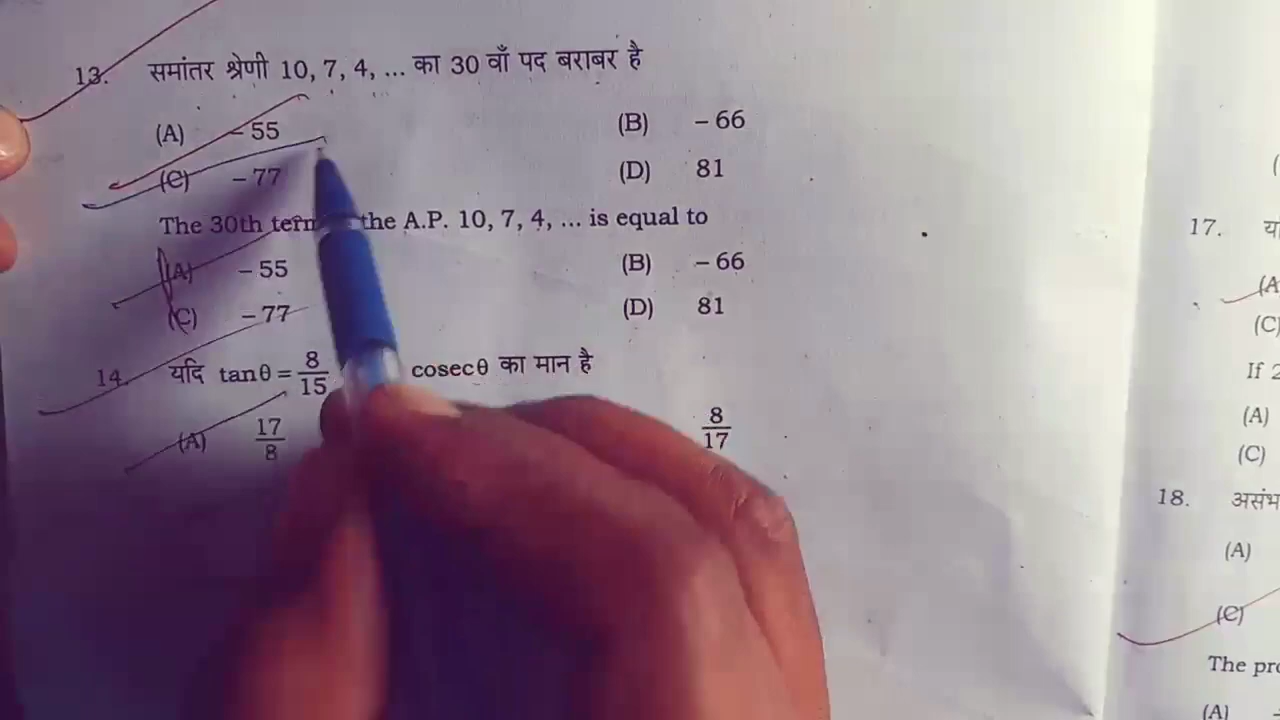 13. समांतर श्रेणी 10, 7, 4, ... का 30 वाँ पद बराबर है
(A) – 55 (B) – 66
(C) – 77 (D) 81
The 30th the A.P. 10, 7, 4, ... is equal to
(A) – 55 (B) – 66
(C) – 77 (D) 81
14. यदि tanθ = 8/15 cosecθ का मान है
(A) 17/8 8/17
17.
(A
(C)
If 2
(A)
(C)
18.
(A)
(C)
The
(A)